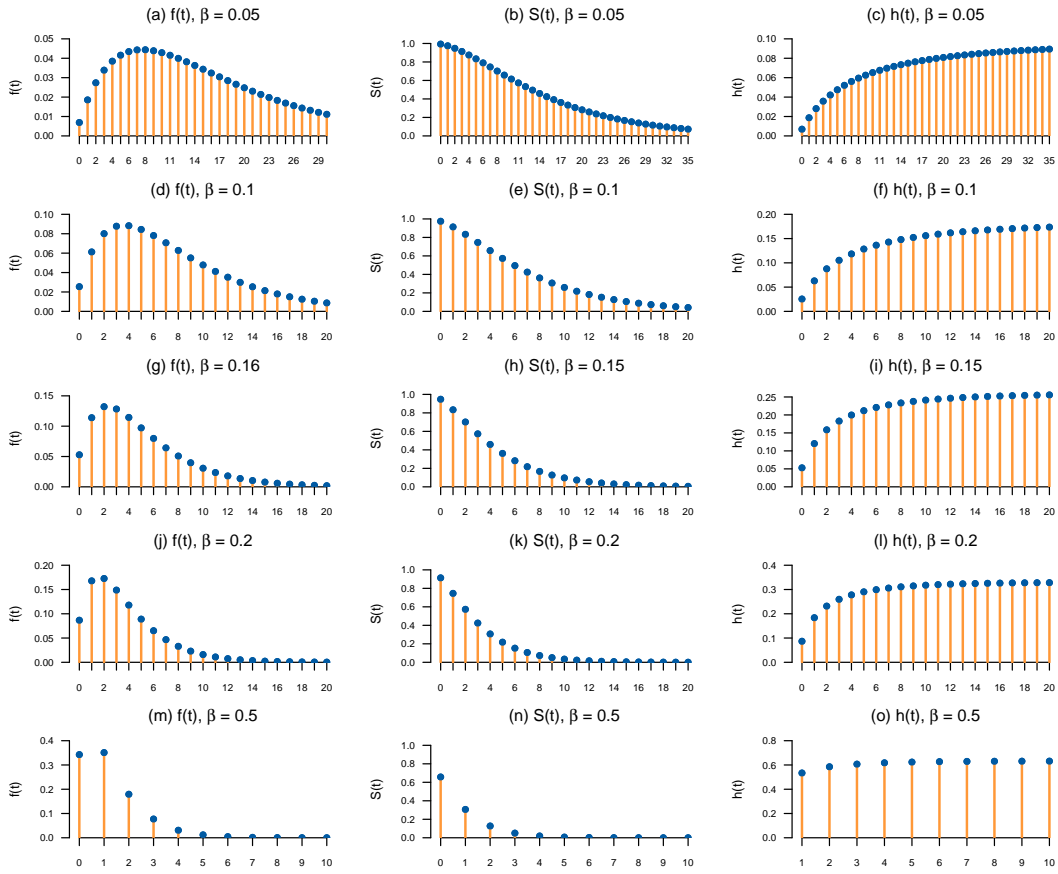 (a) f(t), β = 0.05
f(t)
0.05
0.04
0.03
0.02
0.01
0.00
0 2 4 6 8 11 14 17 20 23 26 29
(b) S(t), β = 0.05
S(t)
1.0
0.8
0.6
0.4
0.2
0.0
0 2 4 6 8 11 14 17 20 23 26 29 32 35
(c) h(t), β = 0.05
h(t)
0.10
0.08
0.06
0.04
0.02
0.00
0 2 4 6 8 11 14 17 20 23 26 29 32 35
(d) f(t), β = 0.1
f(t)
0.10
0.08
0.06
0.04
0.02
0.00
0 2 4 6 8 10 12 14 16 18 20
(e) S(t), β = 0.1
S(t)
1.0
0.8
0.6
0.4
0.2
0.0
0 2 4 6 8 10 12 14 16 18 20
(f) h(t), β = 0.1
h(t)
0.20
0.15
0.10
0.05
0.00
0 2 4 6 8 10 12 14 16 18 20
(g) f(t), β = 0.16
f(t)
0.15
0.10
0.05
0.00
0 2 4 6 8 10 12 14 16 18 20
(h) S(t), β = 0.15
S(t)
1.0
0.8
0.6
0.4
0.2
0.0
0 2 4 6 8 10 12 14 16 18 20
(i) h(t), β = 0.15
h(t)
0.25
0.20
0.15
0.10
0.05
0.00
0 2 4 6 8 10 12 14 16 18 20
(j) f(t), β = 0.2
f(t)
0.20
0.15
0.10
0.05
0.00
0 2 4 6 8 10 12 14 16 18 20
(k) S(t), β = 0.2
S(t)
1.0
0.8
0.6
0.4
0.2
0.0
0 2 4 6 8 10 12 14 16 18 20
(l) h(t), β = 0.2
h(t)
0.4
0.3
0.2
0.1
0.0
0 2 4 6 8 10 12 14 16 18 20
(m) f(t), β = 0.5
f(t)
0.4
0.3
0.2
0.1
0.0
0 1 2 3 4 5 6 7 8 9 10
(n) S(t), β = 0.5
S(t)
1.0
0.8
0.6
0.4
0.2
0.0
0 1 2 3 4 5 6 7 8 9 10
(o) h(t), β = 0.5
h(t)
0.8
0.6
0.4
0.2
0.0
1 2 3 4 5 6 7 8 9 10